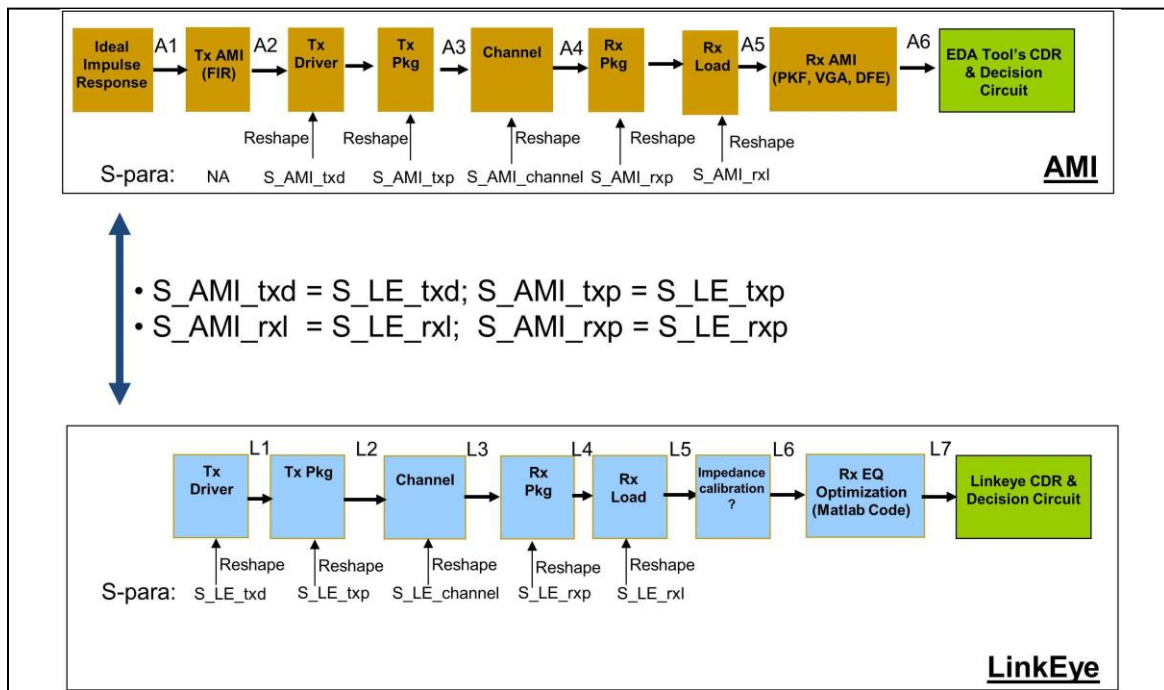 Ideal
Impulse
Response
A1
Tx AMI
(FIR)
A2
Tx
Driver
Tx
Pkg
A3
Channel
A4
Rx
Pkg
Rx
Load
A5
Rx AMI
(PKF, VGA, DFE)
A6
EDA Tool's CDR
& Decision
Circuit
Reshape
Reshape
Reshape
Reshape
Reshape
S-para:
NA
S_AMI_txd
S_AMI_txp
S_AMI_channel
S_AMI_rxp
S_AMI_rxl
AMI
• S_AMI_txd = S_LE_txd; S_AMI_txp = S_LE_txp
• S_AMI_rxl = S_LE_rxl; S_AMI_rxp = S_LE_rxp
Tx
Driver
L1
Tx Pkg
L2
Channel
L3
Rx
Pkg
L4
Rx
Load
L5
Impedance
calibration
?
L6
Rx EQ
Optimization
(Matlab Code)
L7
Linkeye CDR &
Decision Circuit
Reshape
Reshape
Reshape
Reshape
Reshape
S-para:
S_LE_txd
S_LE_txp
S_LE_channel
S_LE_rxp
S_LE_rxl
LinkEye